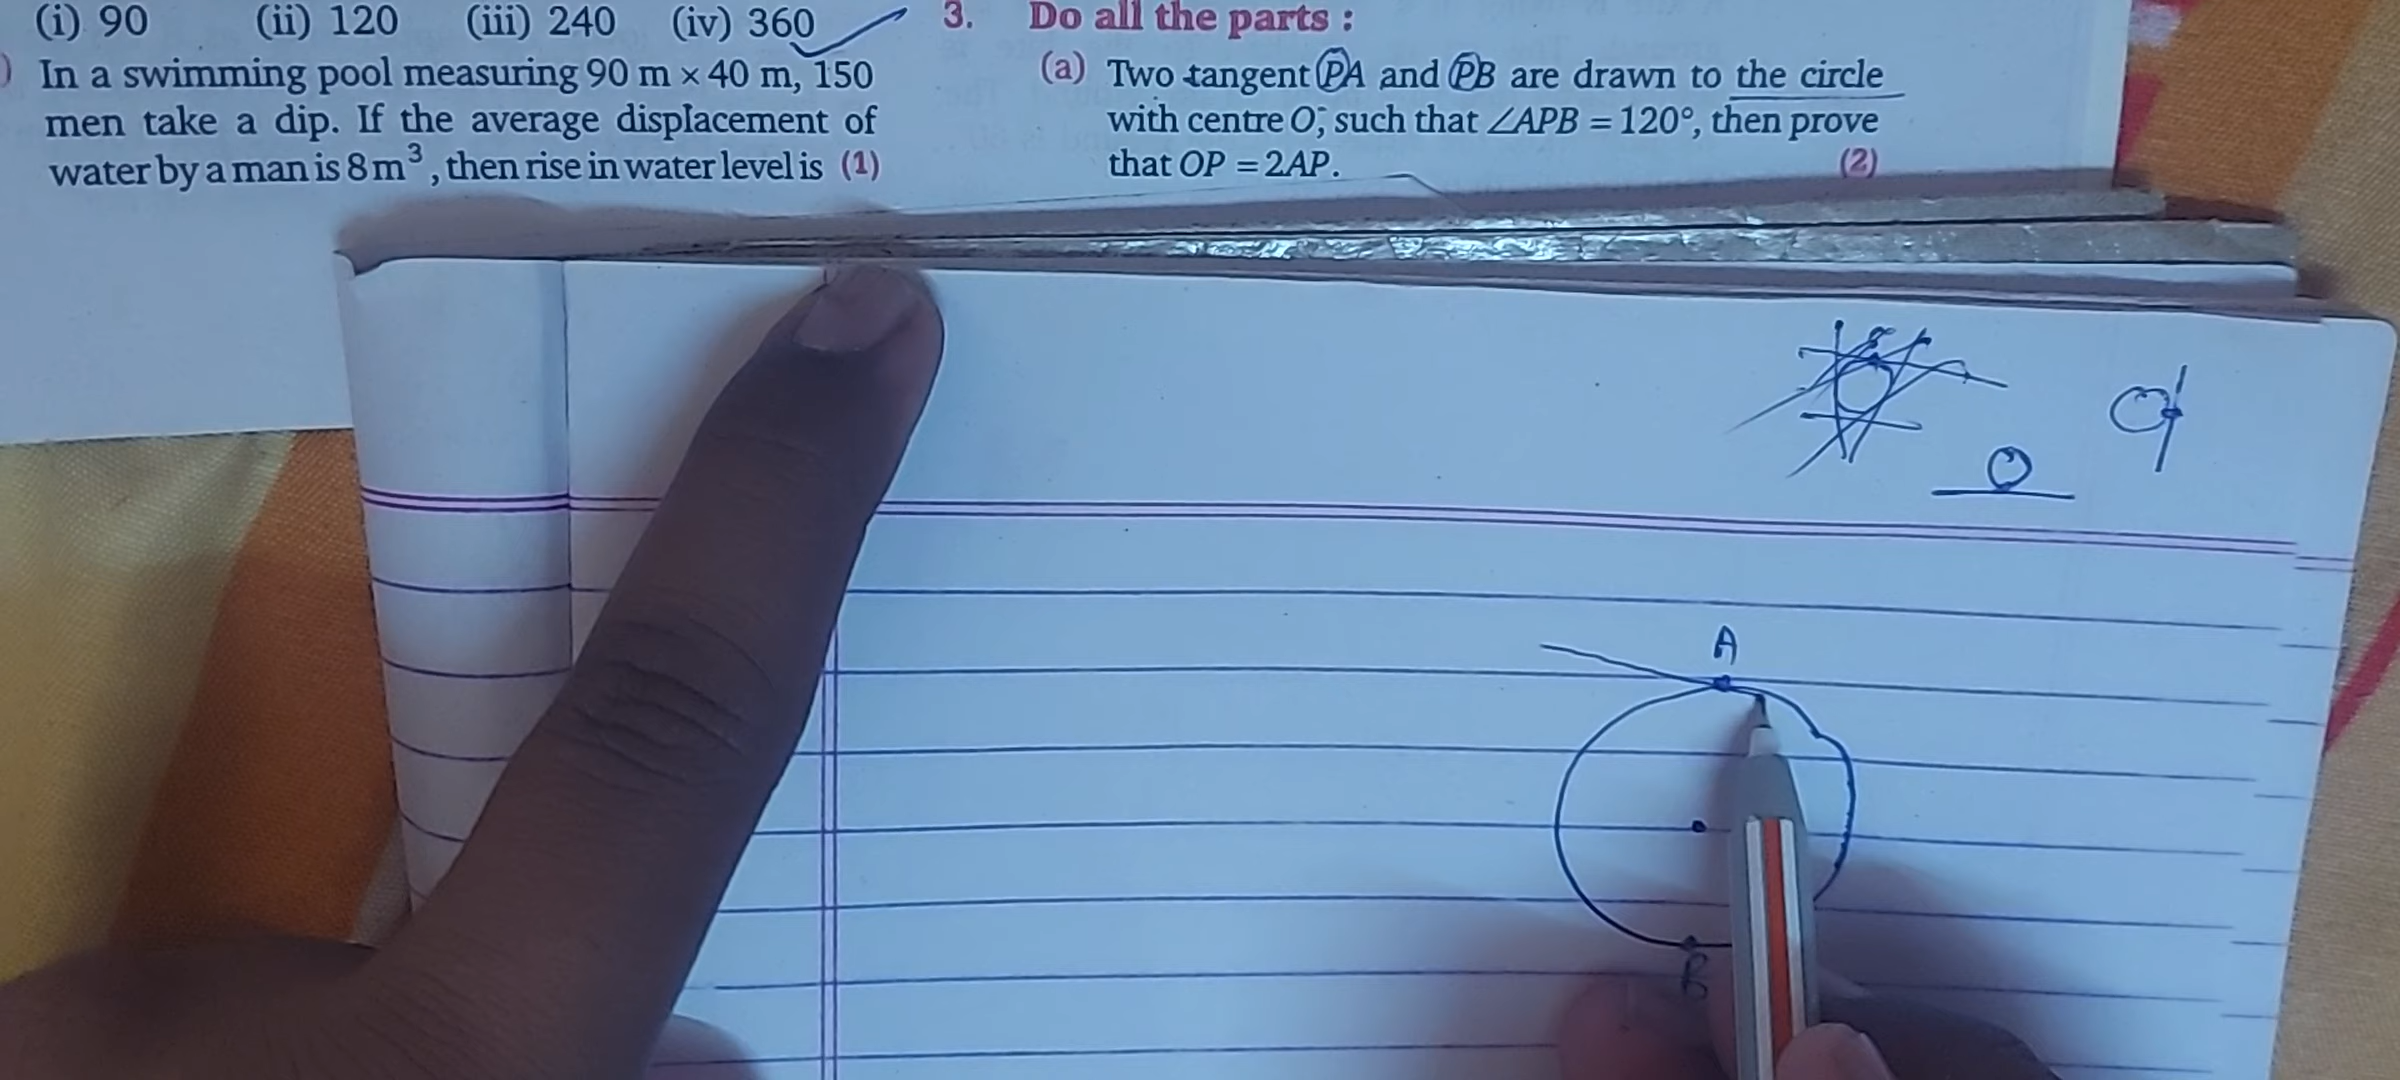 (i) 90 (ii) 120 (iii) 240 (iv) 360
) In a swimming pool measuring 90 m × 40 m, 150
men take a dip. If the average displacement of
water by a man is 8 m³, then rise in water level is (1)
3. Do all the parts :
(a) Two tangent PA and PB are drawn to the circle
with centre O, such that ∠APB = 120°, then prove
that OP = 2AP. (2)
A
B